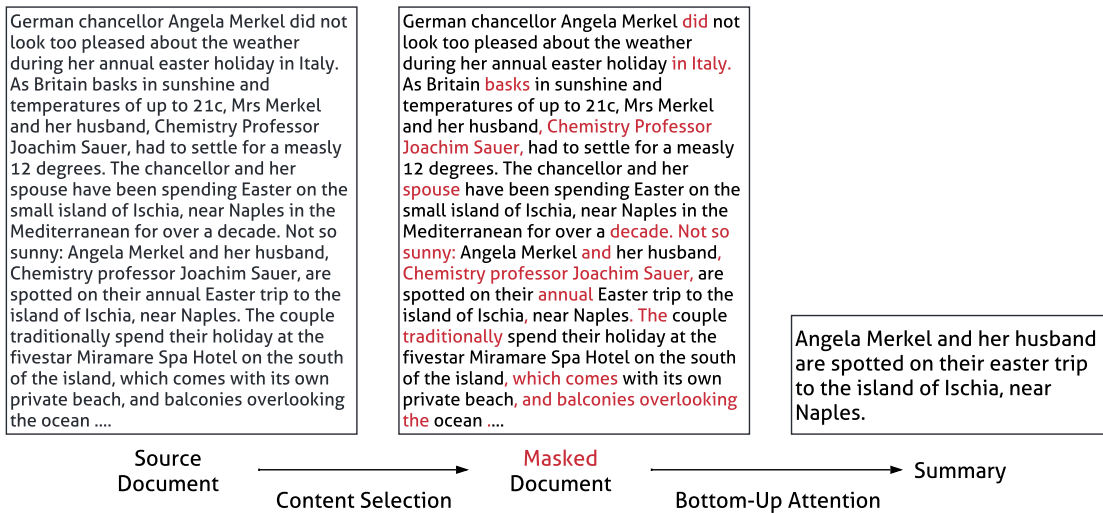 German chancellor Angela Merkel did not
look too pleased about the weather
during her annual easter holiday in Italy.
As Britain basks in sunshine and
temperatures of up to 21c, Mrs Merkel
and her husband, Chemistry Professor
Joachim Sauer, had to settle for a measly
12 degrees. The chancellor and her
spouse have been spending Easter on the
small island of Ischia, near Naples in the
Mediterranean for over a decade. Not so
sunny: Angela Merkel and her husband,
Chemistry professor Joachim Sauer, are
spotted on their annual Easter trip to the
island of Ischia, near Naples. The couple
traditionally spend their holiday at the
fivestar Miramare Spa Hotel on the south
of the island, which comes with its own
private beach, and balconies overlooking
the ocean ....
German chancellor Angela Merkel did not
look too pleased about the weather
during her annual easter holiday in Italy.
As Britain basks in sunshine and
temperatures of up to 21c, Mrs Merkel
and her husband, Chemistry Professor
Joachim Sauer, had to settle for a measly
12 degrees. The chancellor and her
spouse have been spending Easter on the
small island of Ischia, near Naples in the
Mediterranean for over a decade. Not so
sunny: Angela Merkel and her husband,
Chemistry professor Joachim Sauer, are
spotted on their annual Easter trip to the
island of Ischia, near Naples. The couple
traditionally spend their holiday at the
fivestar Miramare Spa Hotel on the south
of the island, which comes with its own
private beach, and balconies overlooking
the ocean ....
Angela Merkel and her husband
are spotted on their easter trip
to the island of Ischia, near
Naples.
Source
Document
Content Selection
Masked
Document
Bottom-Up Attention
Summary